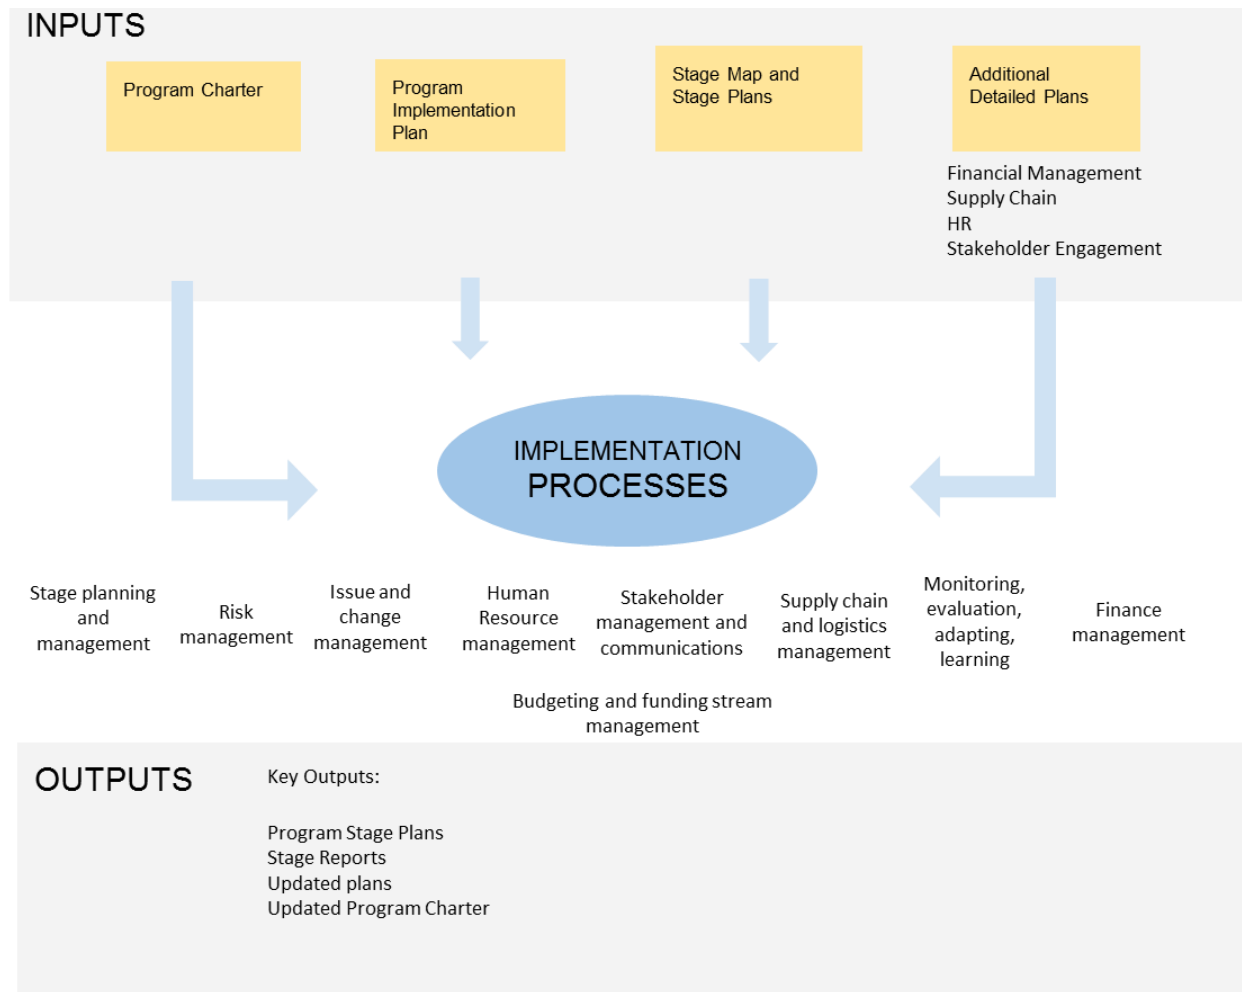 INPUTS
Program Charter
Program
Implementation
Plan
Stage Map and
Stage Plans
Additional
Detailed Plans
Financial Management
Supply Chain
HR
Stakeholder Engagement
IMPLEMENTATION
PROCESSES
Stage planning
and
management
Risk
management
Issue and
change
management
Human
Resource
management
Stakeholder
management and
communications
Supply chain
and logistics
management
Monitoring,
evaluation,
adapting,
learning
Finance
management
Budgeting and funding stream
management
OUTPUTS
Key Outputs:
Program Stage Plans
Stage Reports
Updated plans
Updated Program Charter